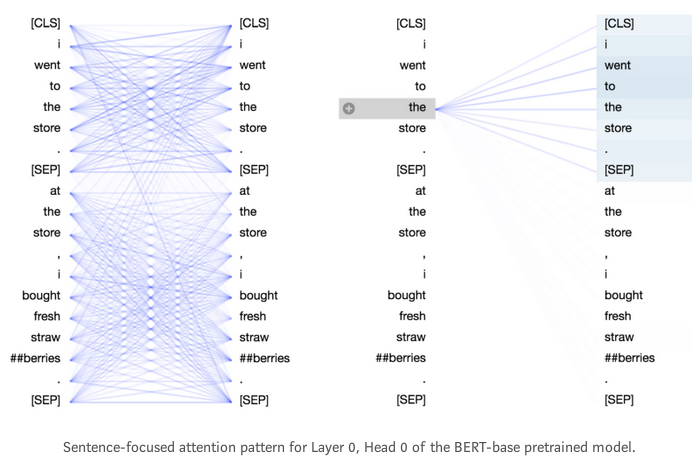 [CLS] [CLS] [CLS] [CLS]
i i i i
went went went went
to to to to
the the the the
store store store store
. . . .
[SEP] [SEP] [SEP] [SEP]
at at at at
the the the the
store store store store
, , , ,
i i i i
bought bought bought bought
fresh fresh fresh fresh
straw straw straw straw
##berries ##berries ##berries ##berries
. . . .
[SEP] [SEP] [SEP] [SEP]
Sentence-focused attention pattern for Layer 0, Head 0 of the BERT-base pretrained model.